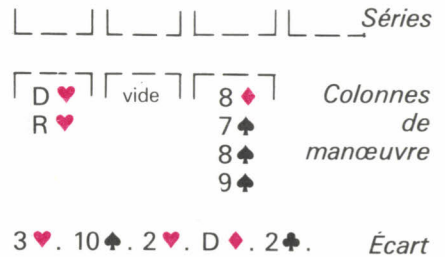 Séries
D ♥ vide 8 ♦ Colonnes
R ♥ 7 ♠ de
8 ♠ manœuvre
9 ♠
3 ♥. 10 ♠. 2 ♥. D ♦. 2 ♣. Écart